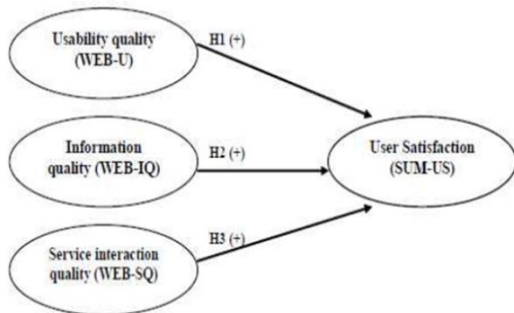 Usability quality
(WEB-U)
H1 (+)
Information
quality (WEB-IQ)
H2 (+)
User Satisfaction
(SUM-US)
H3 (+)
Service interaction
quality (WEB-SQ)